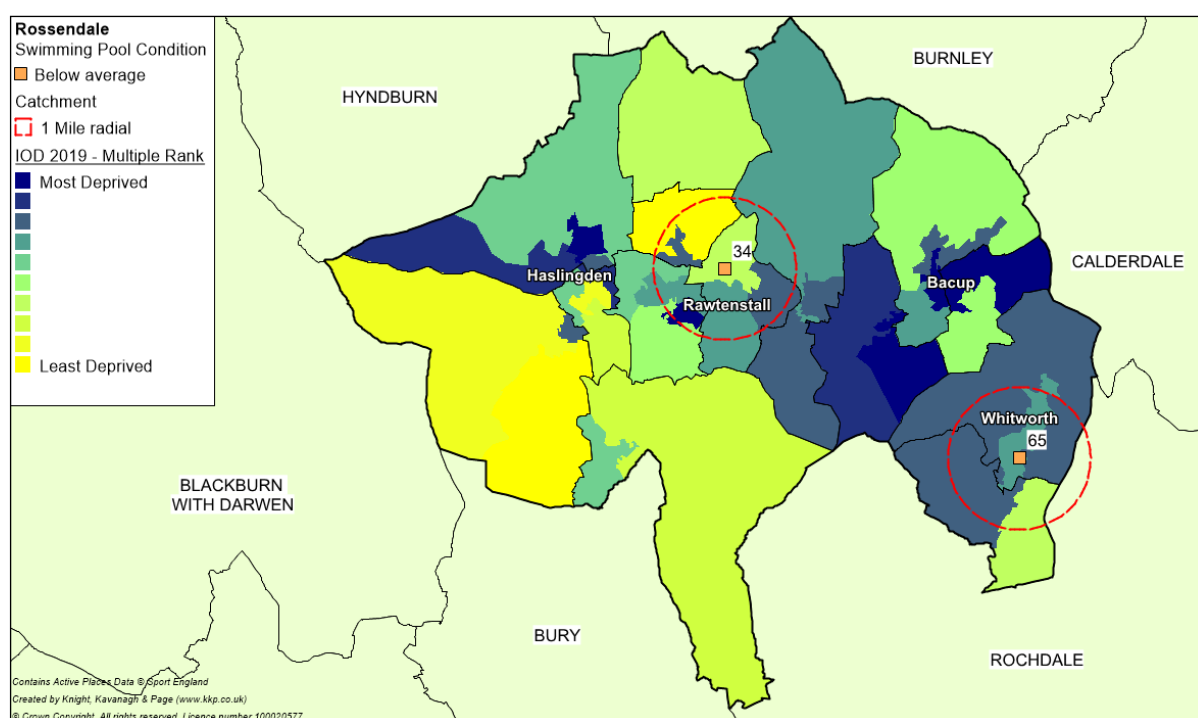 Rossendale
Swimming Pool Condition
Below average
Catchment
1 Mile radial
IOD 2019 - Multiple Rank
Most Deprived
Least Deprived
BURNLEY
HYNDBURN
34
CALDERDALE
Haslingden
Bacup
Rawtenstall
Whitworth
65
BLACKBURN
WITH DARWEN
BURY
ROCHDALE
Contains Active Places Data © Sport England
Created by Knight, Kavanagh & Page (www.kkp.co.uk)
© Crown Copyright. All rights reserved. Licence number 100020577